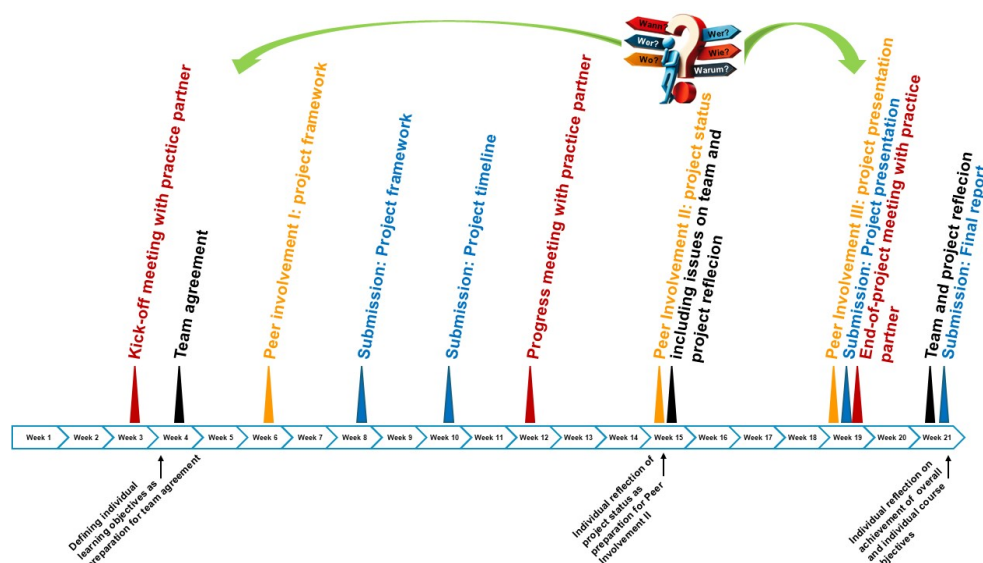 Wann?
Wer?
Wo?
Wer?
Wie?
Warum?
Kick-off meeting with practice partner
Team agreement
Peer involvement I: project framework
Submission: Project framework
Submission: Project timeline
Progress meeting with practice partner
Peer Involvement II: project status
including issues on team and
project reflecion
Peer Involvement III: project presentation
Submission: Project presentation
End-of-project meeting with practice
partner
Team and project reflecion
Submission: Final report
Week 1
Week 2
Week 3
Week 4
Week 5
Week 6
Week 7
Week 8
Week 9
Week 10
Week 11
Week 12
Week 13
Week 14
Week 15
Week 16
Week 17
Week 18
Week 19
Week 20
Week 21
Defining individual
learning objectives as
preparation for team agreement
Individual reflection of
project status as
preparation for Peer
Involvement II
Individual reflection on
achievement of overall
and individual course
objectives